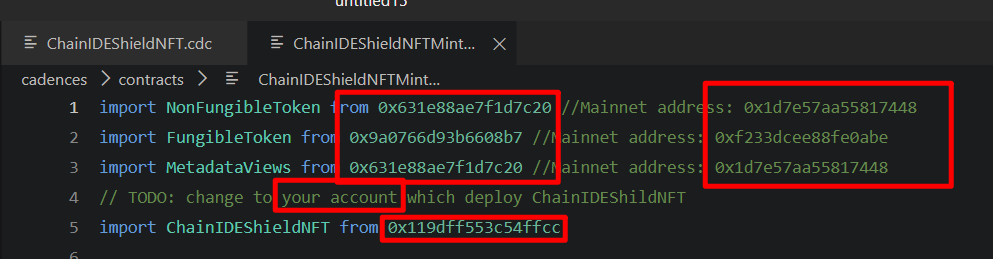 untitled15
ChainIDEShieldNFT.cdc ChainIDEShieldNFTMint...
cadences > contracts > ChainIDEShieldNFTMint...
1 import NonFungibleToken from 0x631e88ae7f1d7c20 //Mainnet address: 0x1d7e57aa55817448
2 import FungibleToken from 0x9a0766d93b6608b7 //Mainnet address: 0xf233dcee88fe0abe
3 import MetadataViews from 0x631e88ae7f1d7c20 //Mainnet address: 0x1d7e57aa55817448
4 // TODO: change to your account which deploy ChainIDEShildNFT
5 import ChainIDEShieldNFT from 0x119dff553c54ffcc
6